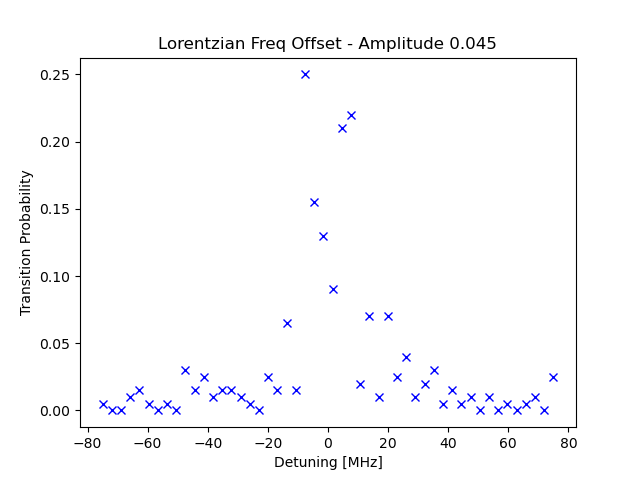 Lorentzian Freq Offset - Amplitude 0.045
0.25
0.20
0.15
0.10
0.05
0.00
Transition Probability
−80 −60 −40 −20 0 20 40 60 80
Detuning [MHz]